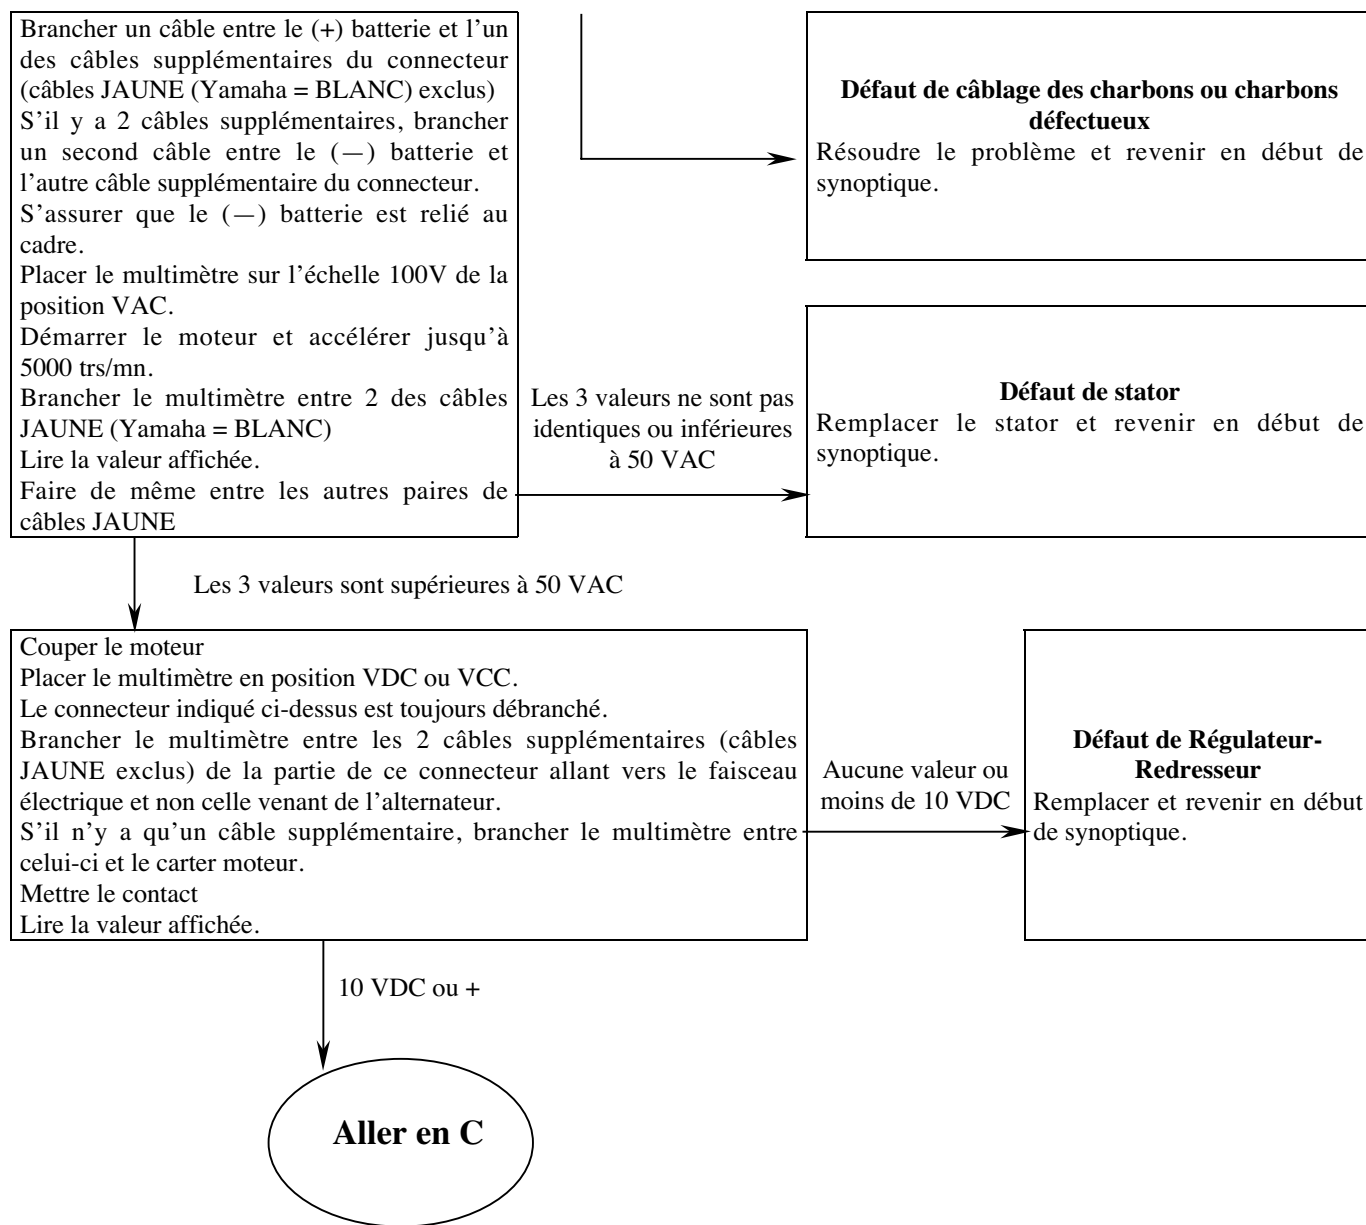 Brancher un câble entre le (+) batterie et l'un
des câbles supplémentaires du connecteur
(câbles JAUNE (Yamaha = BLANC) exclus)
S'il y a 2 câbles supplémentaires, brancher
un second câble entre le (—) batterie et
l'autre câble supplémentaire du connecteur.
S'assurer que le (—) batterie est relié au
cadre.
Placer le multimètre sur l'échelle 100V de la
position VAC.
Démarrer le moteur et accélérer jusqu'à
5000 trs/mn.
Brancher le multimètre entre 2 des câbles
JAUNE (Yamaha = BLANC)
Lire la valeur affichée.
Faire de même entre les autres paires de
câbles JAUNE
Défaut de câblage des charbons ou charbons
défectueux
Résoudre le problème et revenir en début de
synoptique.
Les 3 valeurs ne sont pas
identiques ou inférieures
à 50 VAC
Défaut de stator
Remplacer le stator et revenir en début de
synoptique.
Les 3 valeurs sont supérieures à 50 VAC
Couper le moteur
Placer le multimètre en position VDC ou VCC.
Le connecteur indiqué ci-dessus est toujours débranché.
Brancher le multimètre entre les 2 câbles supplémentaires (câbles
JAUNE exclus) de la partie de ce connecteur allant vers le faisceau
électrique et non celle venant de l'alternateur.
S'il n'y a qu'un câble supplémentaire, brancher le multimètre entre
celui-ci et le carter moteur.
Mettre le contact
Lire la valeur affichée.
Aucune valeur ou
moins de 10 VDC
Défaut de Régulateur-
Redresseur
Remplacer et revenir en début
de synoptique.
10 VDC ou +
Aller en C